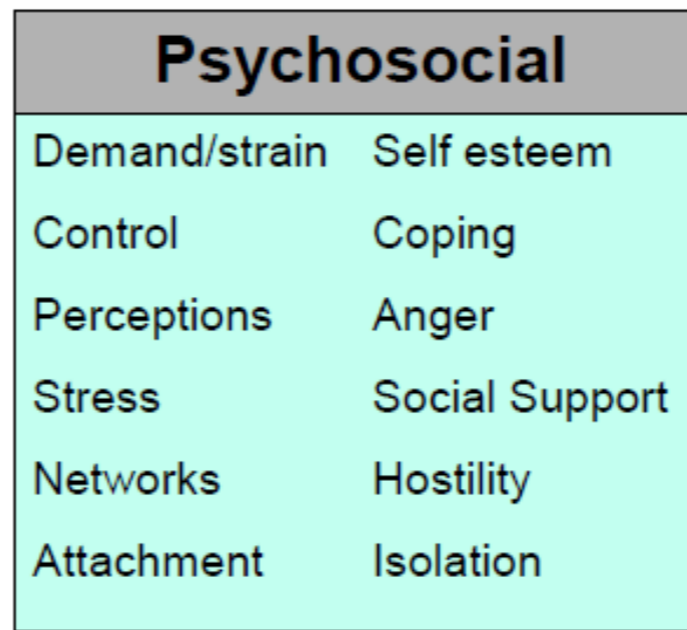 Psychosocial
Demand/strain Self esteem
Control Coping
Perceptions Anger
Stress Social Support
Networks Hostility
Attachment Isolation